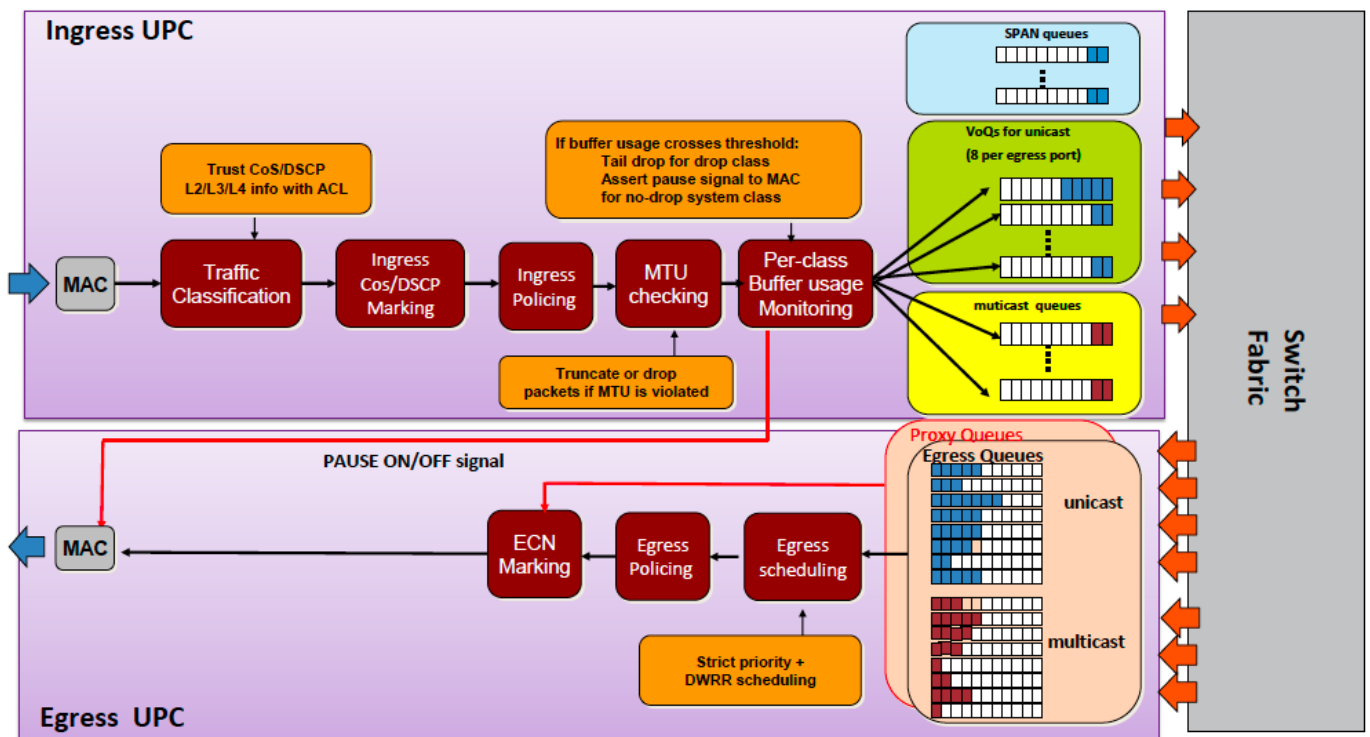 Ingress UPC
SPAN queues
VoQs for unicast
(8 per egress port)
If buffer usage crosses threshold:
Tail drop for drop class
Assert pause signal to MAC
for no-drop system class
Trust CoS/DSCP
L2/L3/L4 info with ACL
MAC
Traffic
Classification
Ingress
Cos/DSCP
Marking
Ingress
Policing
MTU
checking
Per-class
Buffer usage
Monitoring
muticast queues
Truncate or drop
packets if MTU is violated
Switch
Fabric
Proxy Queues
Egress Queues
PAUSE ON/OFF signal
unicast
MAC
ECN
Marking
Egress
Policing
Egress
scheduling
multicast
Strict priority +
DWRR scheduling
Egress UPC